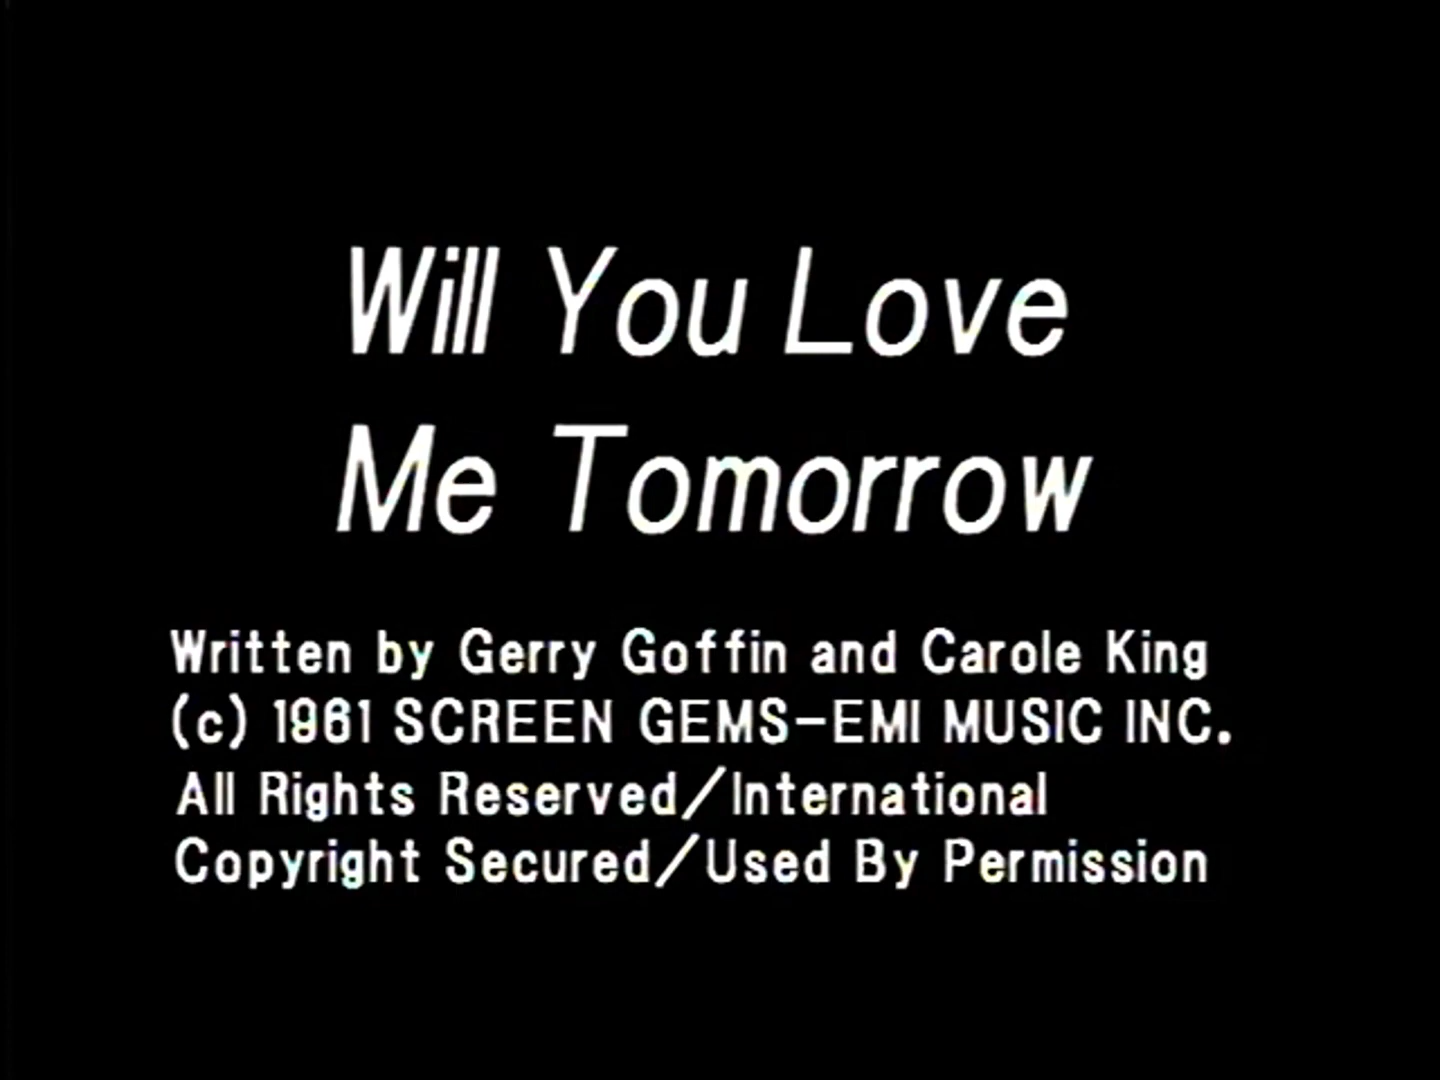 Will You Love
Me Tomorrow
Written by Gerry Goffin and Carole King
(c) 1961 SCREEN GEMS-EMI MUSIC INC.
All Rights Reserved/International
Copyright Secured/Used By Permission